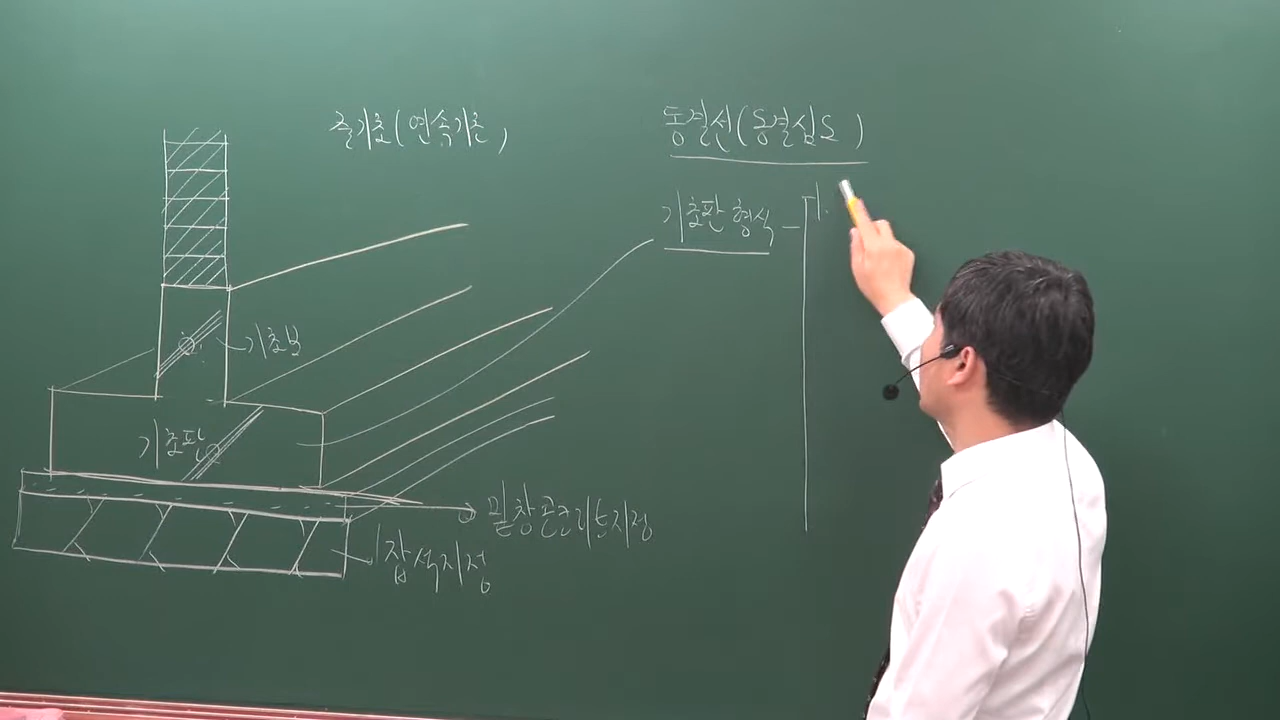 줄기초(연속기초)
동결선(동결심도)
기초판 형식
1.
기초보
기초판
밑창콘크리트지정
잡석지정